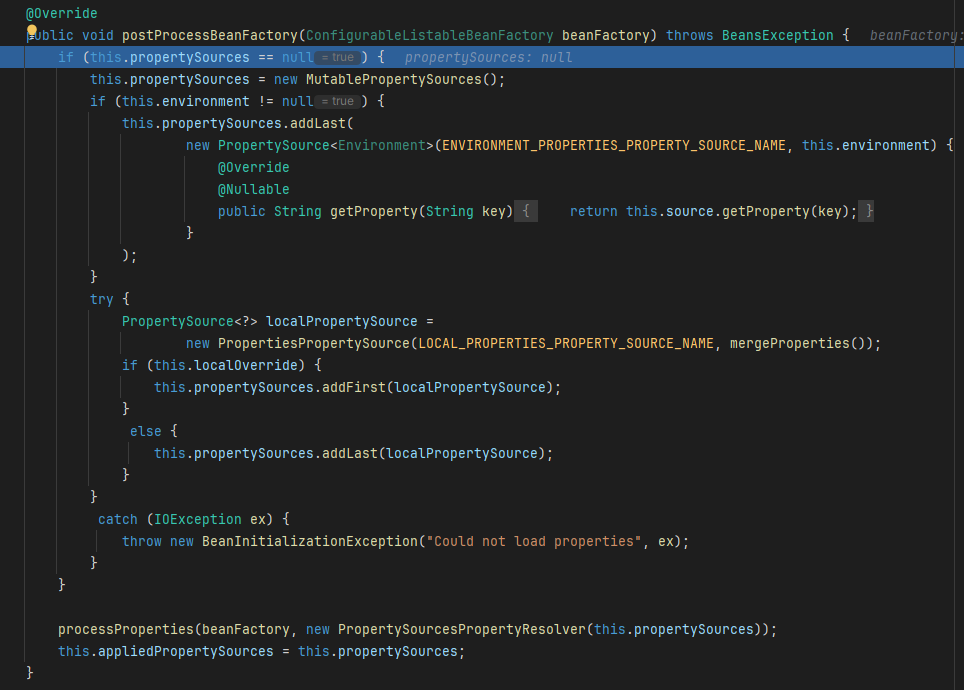 @Override
public void postProcessBeanFactory(ConfigurableListableBeanFactory beanFactory) throws BeansException {   beanFactory:
    if (this.propertySources == null = true ) {   propertySources: null
        this.propertySources = new MutablePropertySources();
        if (this.environment != null = true ) {
            this.propertySources.addLast(
                    new PropertySource<Environment>(ENVIRONMENT_PROPERTIES_PROPERTY_SOURCE_NAME, this.environment) {
                        @Override
                        @Nullable
                        public String getProperty(String key) {    return this.source.getProperty(key); }
                    }
            );
        }
        try {
            PropertySource<?> localPropertySource =
                    new PropertiesPropertySource(LOCAL_PROPERTIES_PROPERTY_SOURCE_NAME, mergeProperties());
            if (this.localOverride) {
                this.propertySources.addFirst(localPropertySource);
            }
             else {
                this.propertySources.addLast(localPropertySource);
            }
        }
         catch (IOException ex) {
            throw new BeanInitializationException("Could not load properties", ex);
        }
    }
    processProperties(beanFactory, new PropertySourcesPropertyResolver(this.propertySources));
    this.appliedPropertySources = this.propertySources;
}